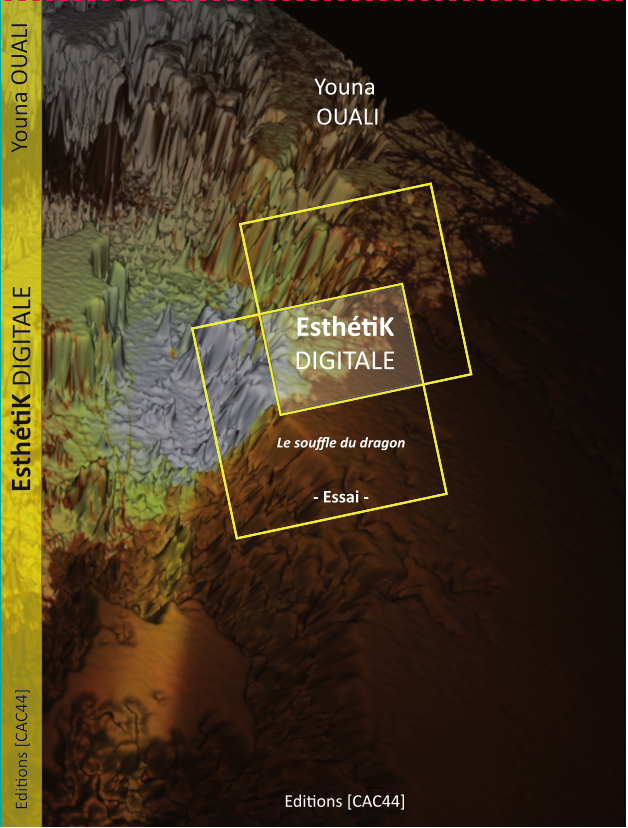 Youna OUALI
EsthétiK DIGITALE
Editions [CAC44]
Youna
OUALI
EsthétiK
DIGITALE
Le souffle du dragon
- Essai -
Editions [CAC44]